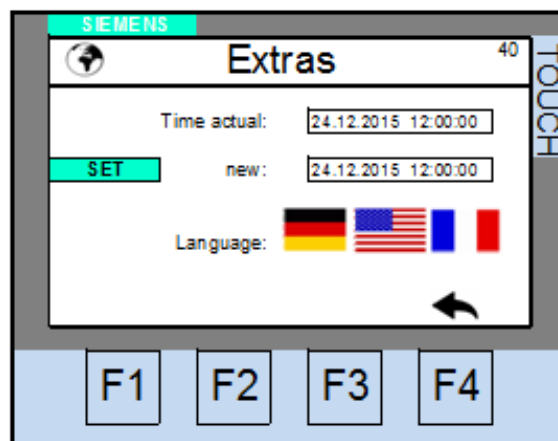 SIEMENS
Extras
40
TOUCH
Time actual: 24.12.2015 12:00:00
SET new: 24.12.2015 12:00:00
Language:
F1 F2 F3 F4